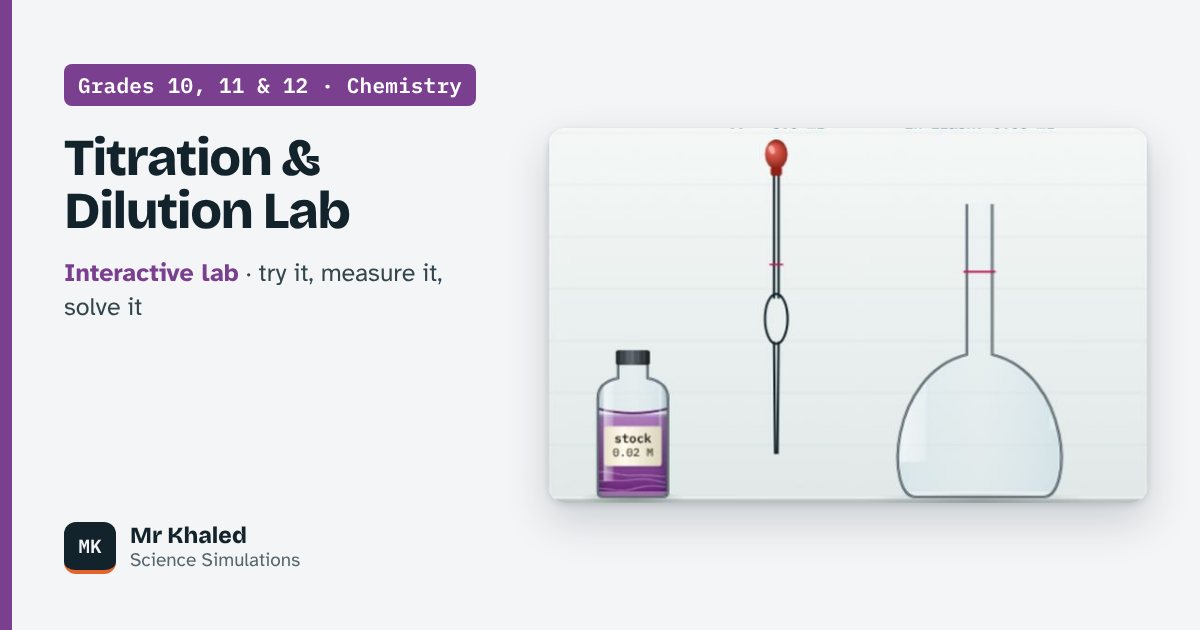 Grades 10, 11 & 12 · Chemistry
Titration &
Dilution Lab
Interactive lab · try it, measure it,
solve it
stock
0.02 M
MK
Mr Khaled
Science Simulations